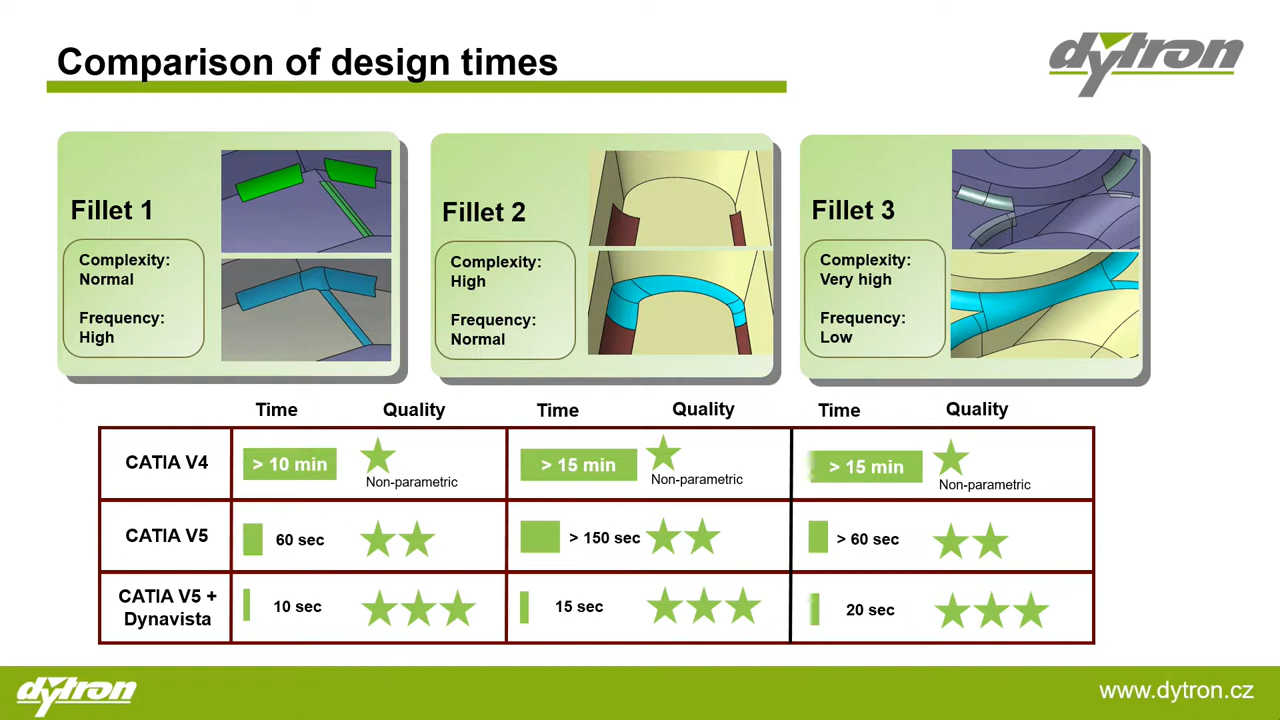 Comparison of design times
dytron
Fillet 1
Complexity:
Normal
Frequency:
High
Fillet 2
Complexity:
High
Frequency:
Normal
Fillet 3
Complexity:
Very high
Frequency:
Low
Time Quality Time Quality Time Quality
CATIA V4 > 10 min > 15 min > 15 min
Non-parametric Non-parametric Non-parametric
CATIA V5 60 sec > 150 sec > 60 sec
CATIA V5 +
Dynavista 10 sec 15 sec 20 sec
dytron www.dytron.cz